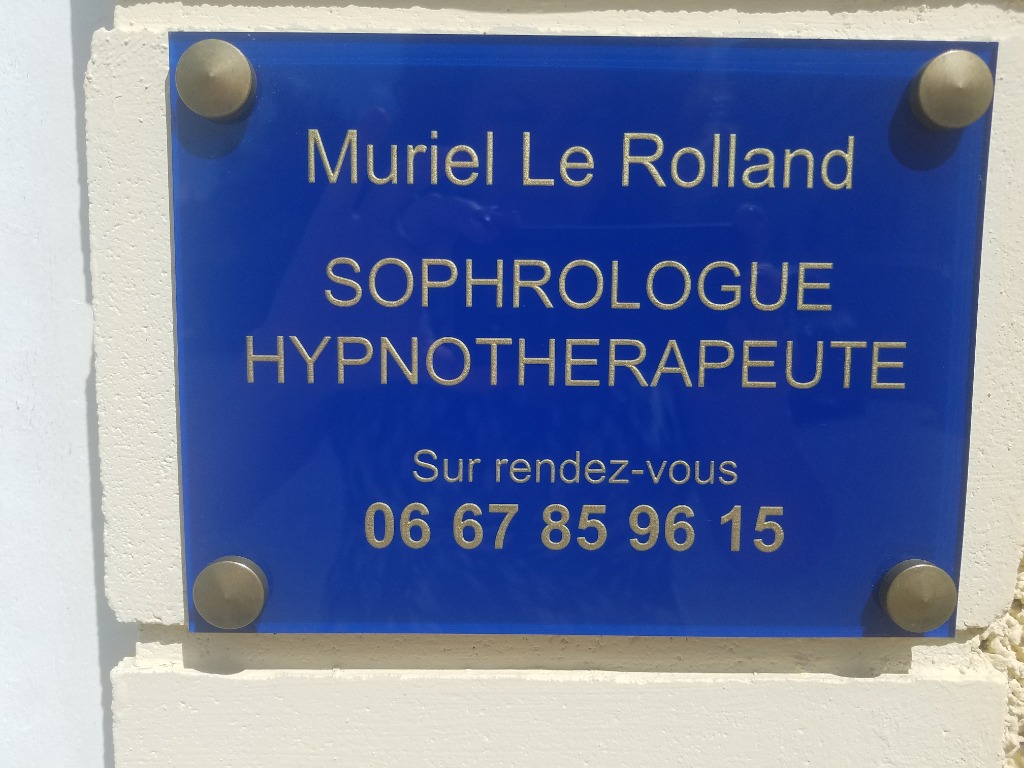 Muriel Le Rolland
SOPHROLOGUE
HYPNOTHERAPEUTE
Sur rendez-vous
06 67 85 96 15